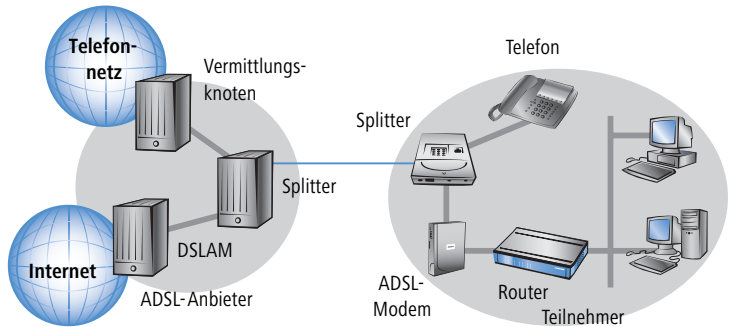 Telefon-
netz
Vermittlungs-
knoten
Splitter
DSLAM
Internet
ADSL-Anbieter
Telefon
Splitter
ADSL-
Modem
Router
Teilnehmer